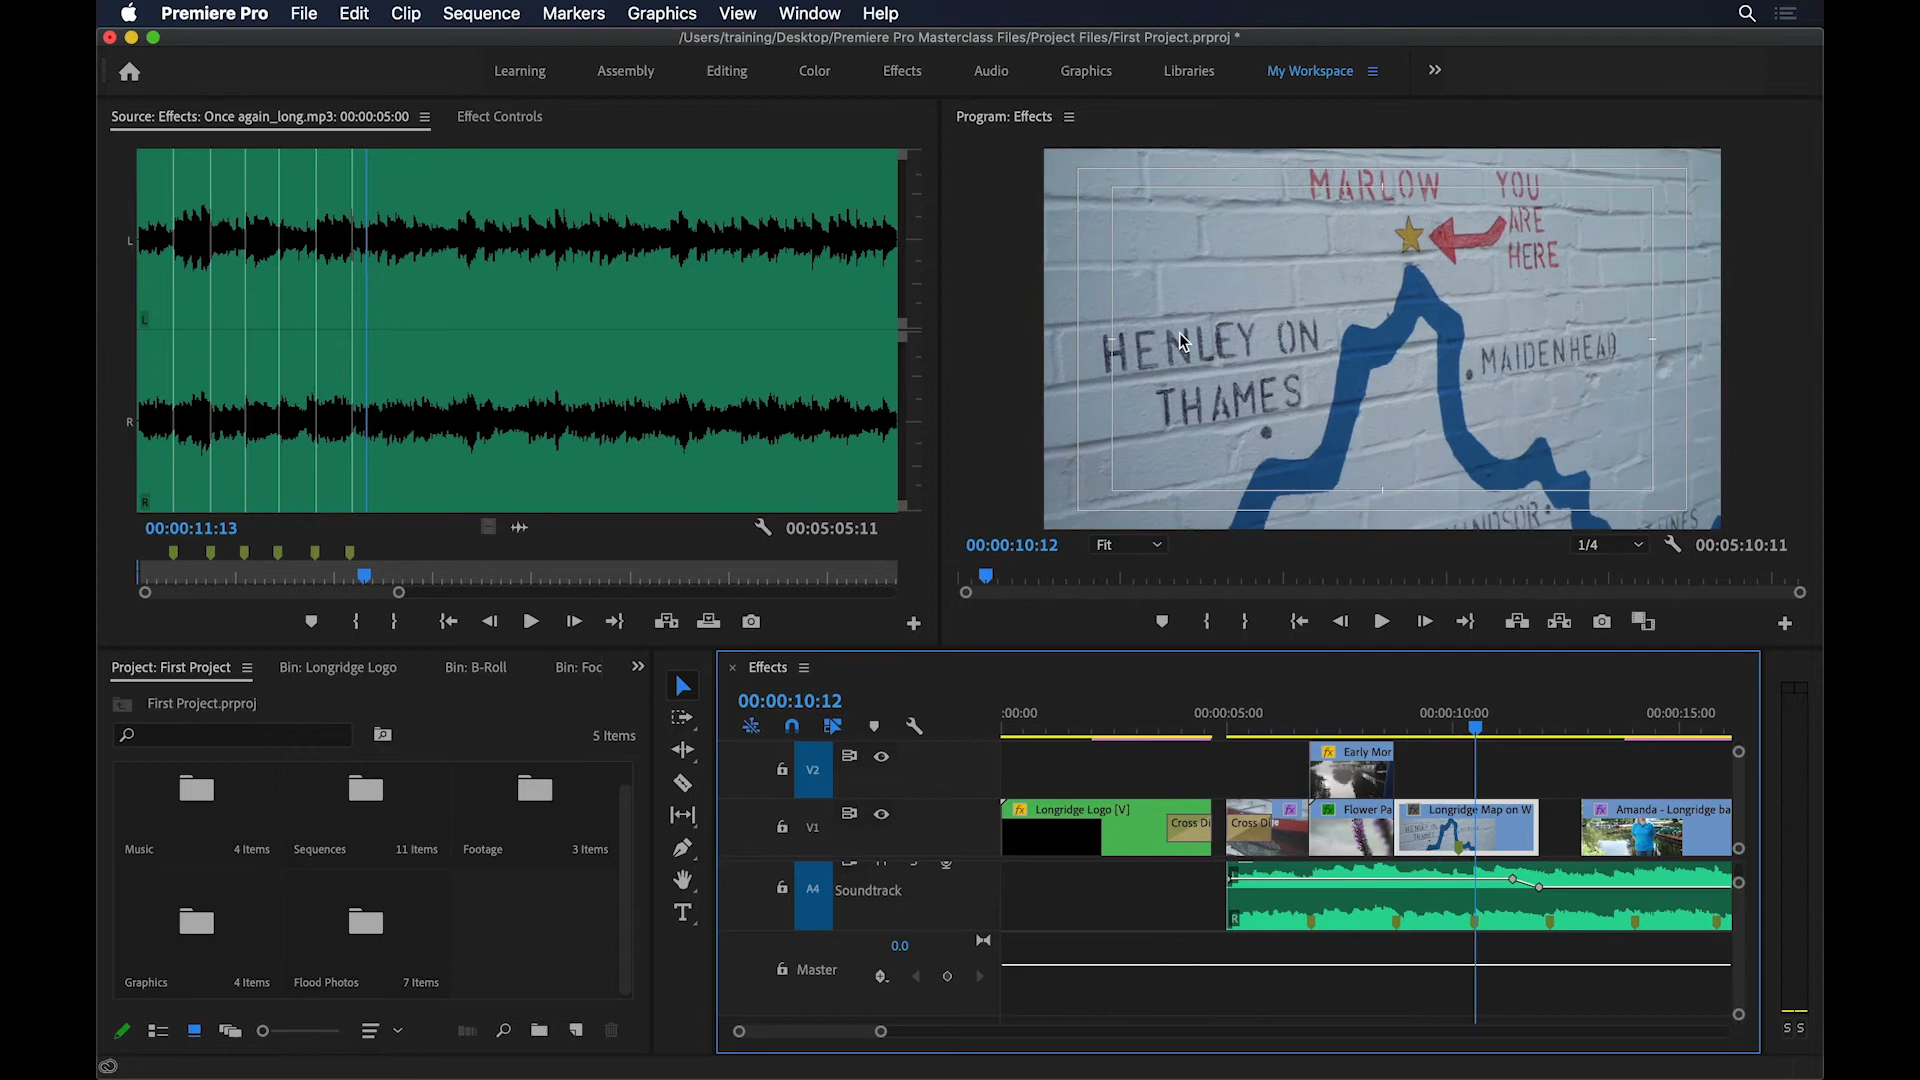 Premiere Pro File Edit Clip Sequence Markers Graphics View Window Help
/Users/training/Desktop/Premiere Pro Masterclass Files/Project Files/First Project.prproj *
Learning Assembly Editing Color Effects Audio Graphics Libraries My Workspace
Source: Effects: Once again_long.mp3: 00:00:05:00 Effect Controls
Program: Effects
MARLOW YOU
ARE
HERE
HENLEY ON
THAMES
MAIDENHEAD
L
L
R
R
00:00:11:13 00:05:05:11
00:00:10:12 Fit 1/4 00:05:10:11
Project: First Project Bin: Longridge Logo Bin: B-Roll Bin: Foc
First Project.prproj
5 Items
Music 4 Items Sequences 11 Items Footage 3 Items
Graphics 4 Items Flood Photos 7 Items
Effects
00:00:10:12
:00:00 00:00:05:00 00:00:10:00 00:00:15:00
V2 fx Early Mor
V1 fx Longridge Logo [V] Cross Di Cross Di fx fx Flower Pa fx Longridge Map on W fx Amanda - Longridge ba
A4 Soundtrack
R
0.0
Master
S S